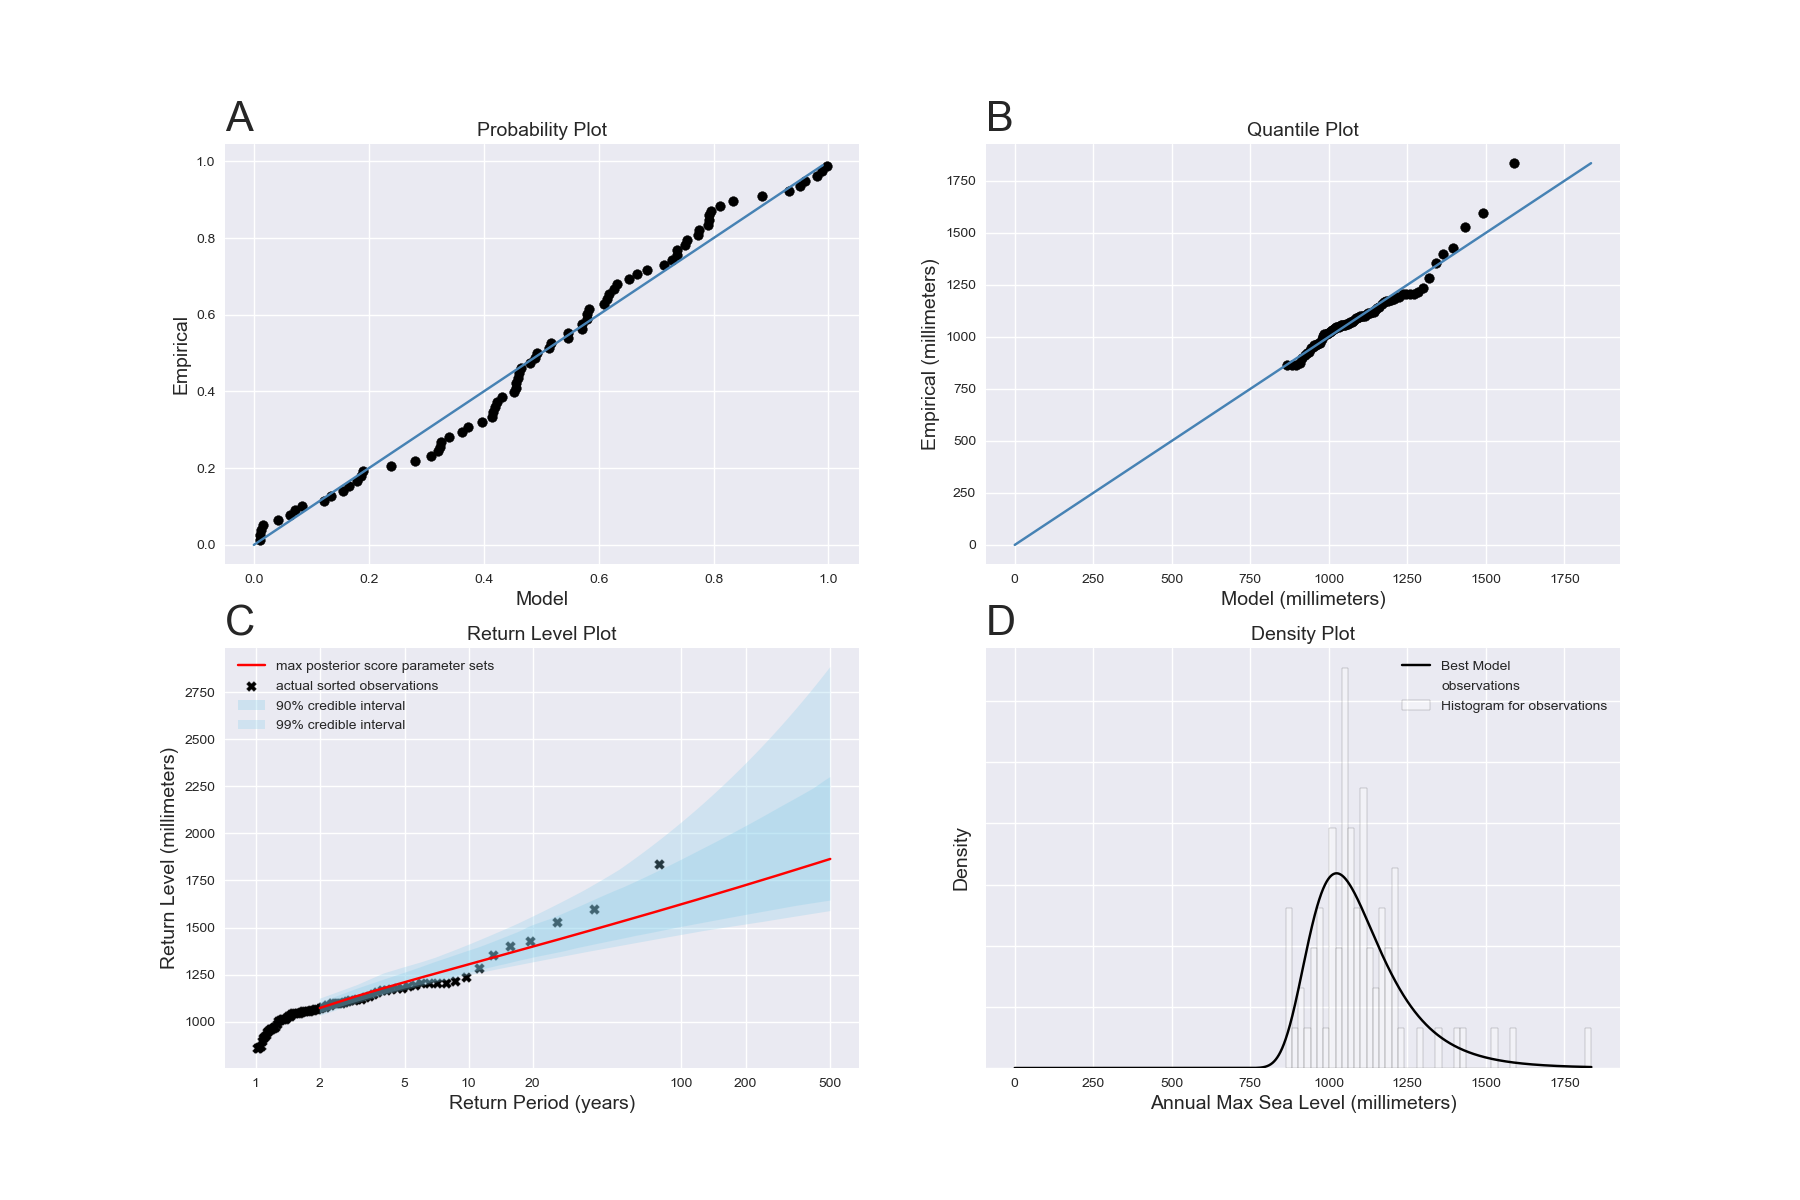 A
Probability Plot
1.0
0.8
0.6
0.4
0.2
0.0
Empirical
0.0 0.2 0.4 0.6 0.8 1.0
Model
B
Quantile Plot
1750
1500
1250
1000
750
500
250
0
Empirical (millimeters)
0 250 500 750 1000 1250 1500 1750
Model (millimeters)
C
Return Level Plot
max posterior score parameter sets
actual sorted observations
90% credible interval
99% credible interval
2750
2500
2250
2000
1750
1500
1250
1000
Return Level (millimeters)
1 2 5 10 20 100 200 500
Return Period (years)
D
Density Plot
Best Model
observations
Histogram for observations
Density
0 250 500 750 1000 1250 1500 1750
Annual Max Sea Level (millimeters)